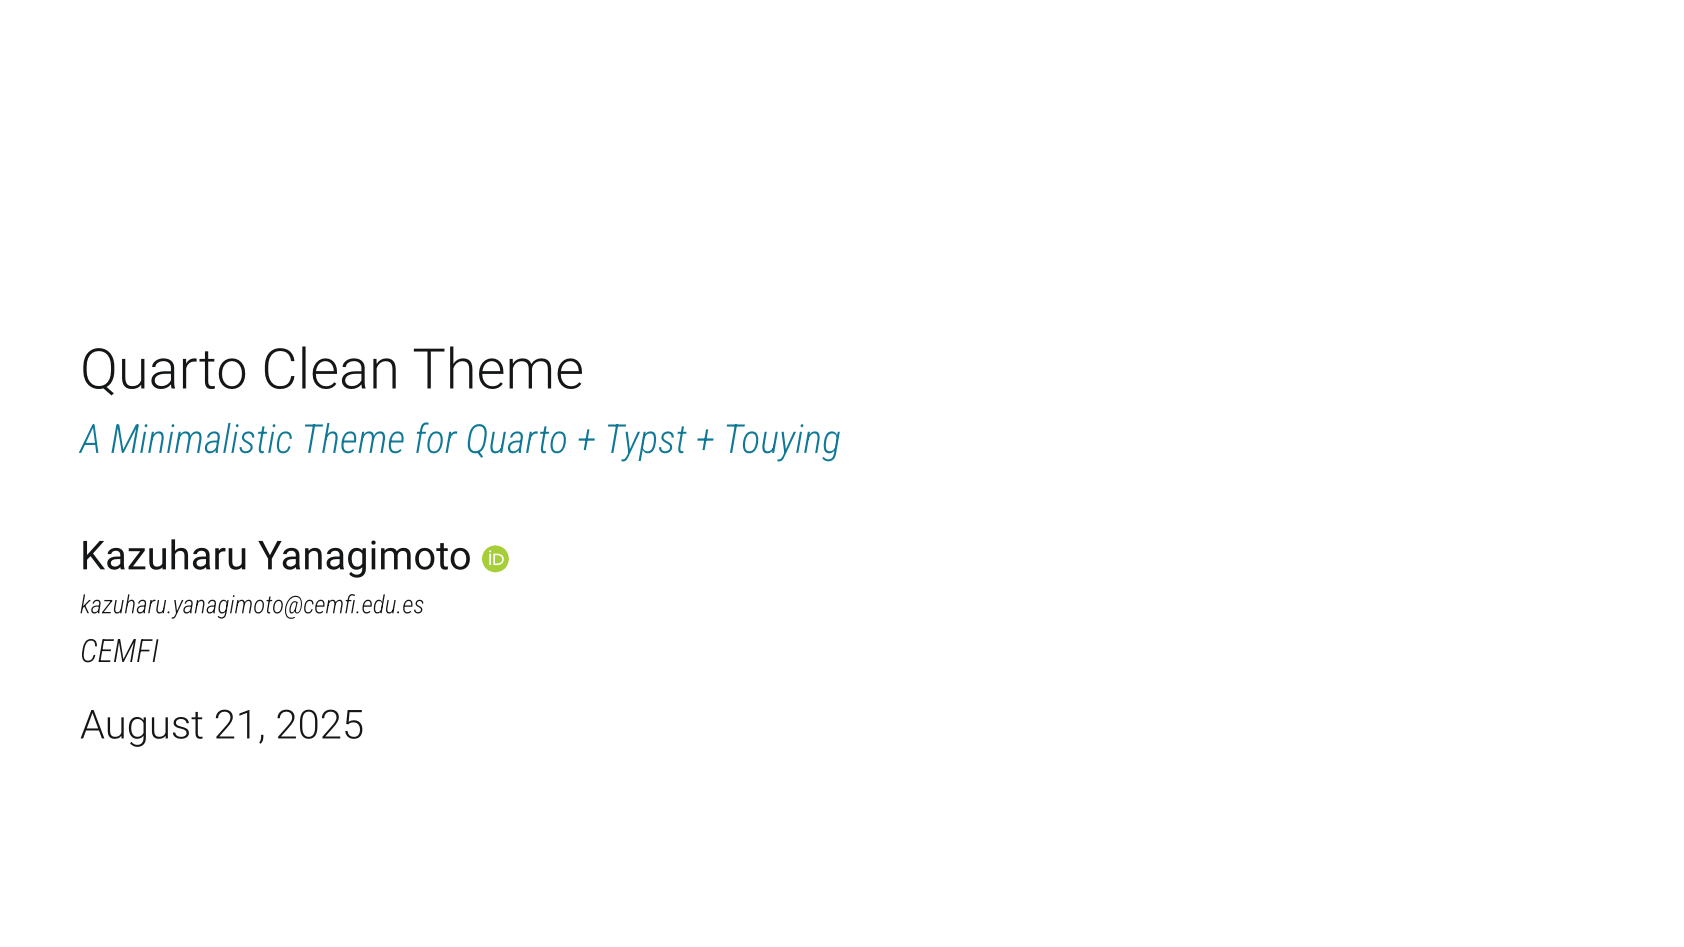 Quarto Clean Theme
A Minimalistic Theme for Quarto + Typst + Touying
Kazuharu Yanagimoto iD
kazuharu.yanagimoto@cemfi.edu.es
CEMFI
August 21, 2025